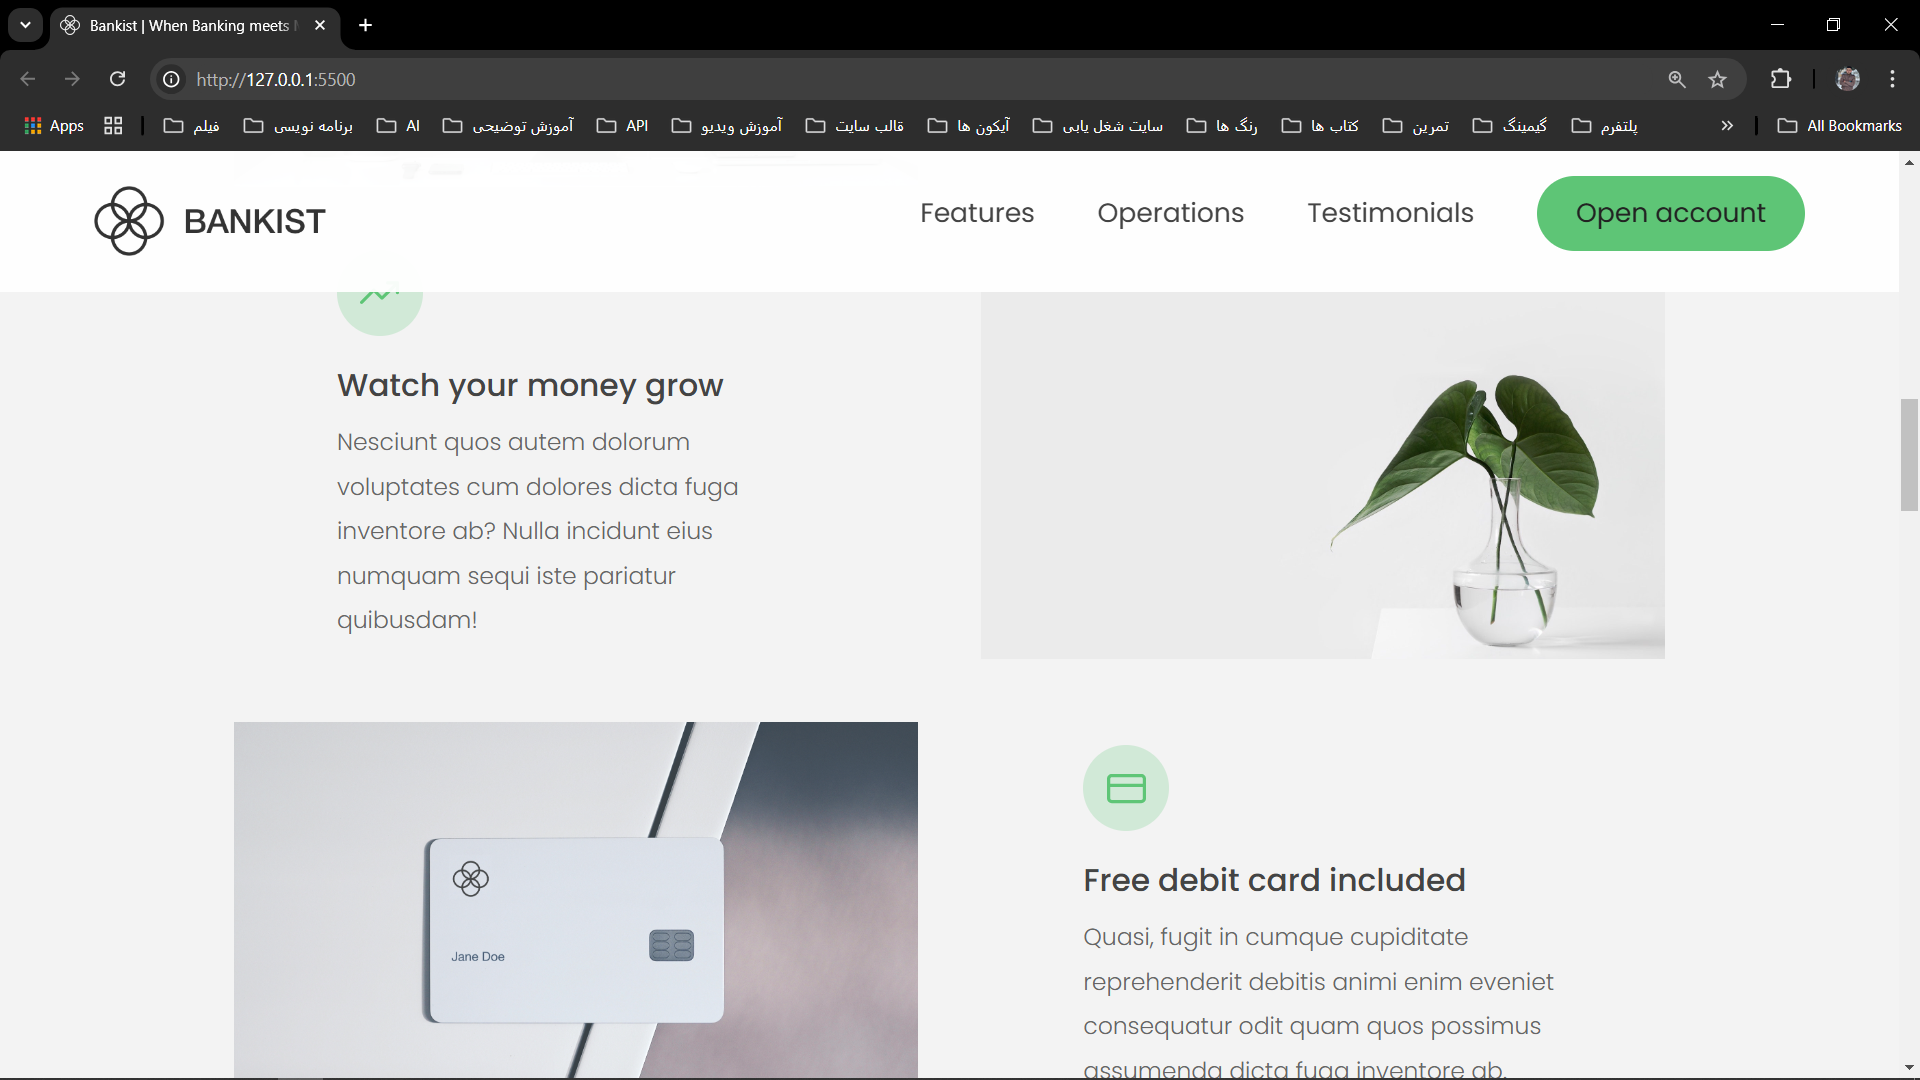 Bankist | When Banking meets
http://127.0.0.1:5500
Apps
فیلم
برنامه نویسی
AI
آموزش توضیحی
API
آموزش ویدیو
قالب سایت
آیکون ها
سایت شغل یابی
رنگ ها
کتاب ها
تمرین
گیمینگ
پلتفرم
All Bookmarks
BANKIST
Features
Operations
Testimonials
Open account
Watch your money grow
Nesciunt quos autem dolorum
voluptates cum dolores dicta fuga
inventore ab? Nulla incidunt eius
numquam sequi iste pariatur
quibusdam!
Jane Doe
Free debit card included
Quasi, fugit in cumque cupiditate
reprehenderit debitis animi enim eveniet
consequatur odit quam quos possimus
assumenda dicta fuga inventore ab.